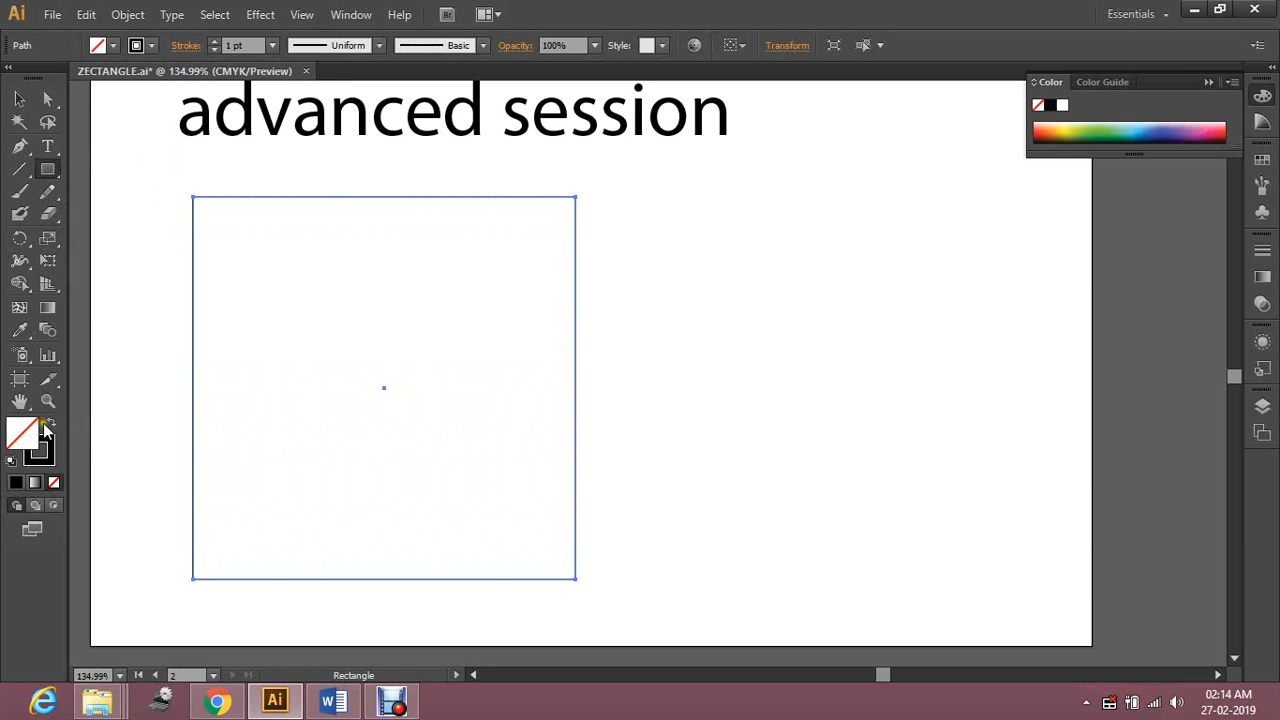 Ai File Edit Object Type Select Effect View Window Help Br Essentials
Path Stroke: 1 pt Uniform Basic Opacity: 100% Style: Transform
ZECTANGLE.ai* @ 134.99% (CMYK/Preview) ×
Color Color Guide
advanced session
T
134.99% 2 Rectangle
Ai W
02:14 AM
27-02-2019